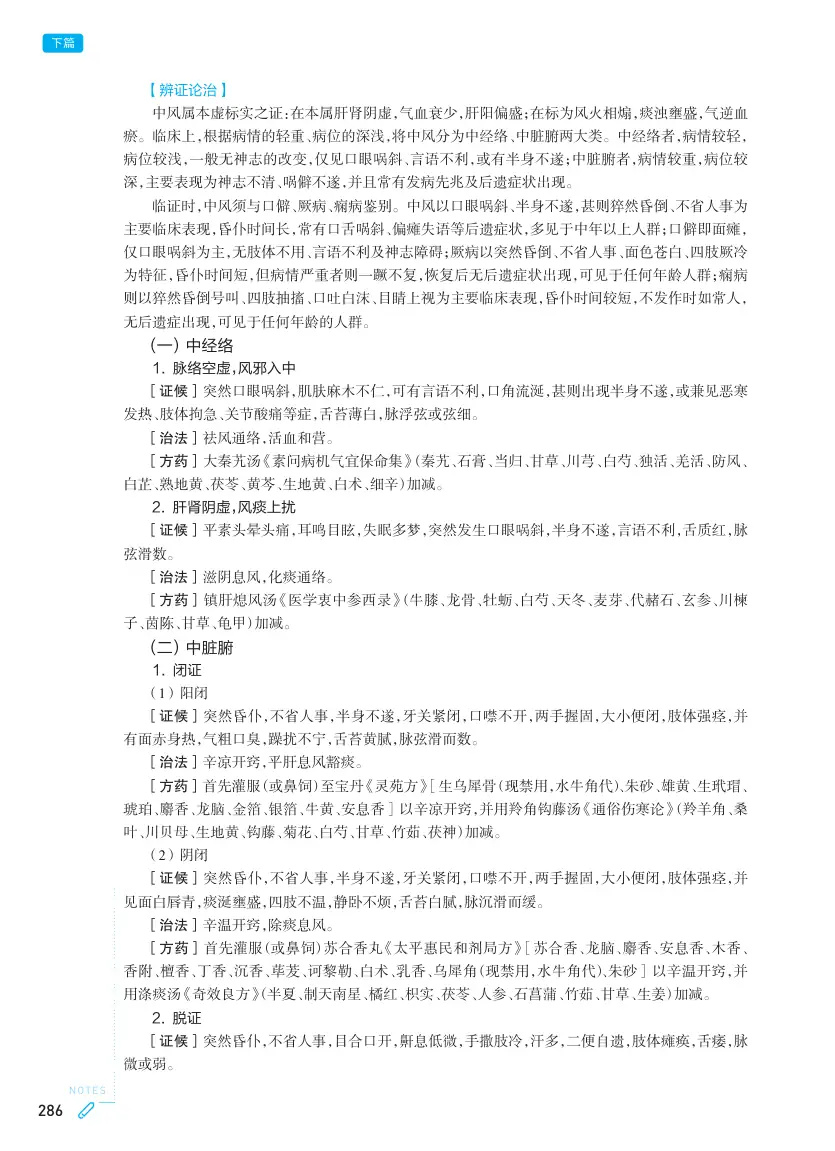 下篇
【辨证论治】
中风属本虚标实之证：在本属肝肾阴虚，气血衰少，肝阳偏盛；在标为风火相煽，痰浊壅盛，气逆血
瘀。临床上，根据病情的轻重、病位的深浅，将中风分为中经络、中脏腑两大类。中经络者，病情较轻，
病位较浅，一般无神志的改变，仅见口眼㖞斜、言语不利，或有半身不遂；中脏腑者，病情较重，病位较
深，主要表现为神志不清、㖞僻不遂，并且常有发病先兆及后遗症状出现。
临证时，中风须与口僻、厥病、痫病鉴别。中风以口眼㖞斜、半身不遂，甚则猝然昏倒、不省人事为
主要临床表现，昏仆时间长，常有口舌㖞斜、偏瘫失语等后遗症状，多见于中年以上人群；口僻即面瘫，
仅口眼㖞斜为主，无肢体不用、言语不利及神志障碍；厥病以突然昏倒、不省人事、面色苍白、四肢厥冷
为特征，昏仆时间短，但病情严重者则一蹶不复，恢复后无后遗症状出现，可见于任何年龄人群；痫病
则以猝然昏倒号叫、四肢抽搐、口吐白沫、目睛上视为主要临床表现，昏仆时间较短，不发作时如常人，
无后遗症出现，可见于任何年龄的人群。
（一）中经络
1. 脉络空虚，风邪入中
［证候］突然口眼㖞斜，肌肤麻木不仁，可有言语不利，口角流涎，甚则出现半身不遂，或兼见恶寒
发热、肢体拘急、关节酸痛等症，舌苔薄白，脉浮弦或弦细。
［治法］祛风通络，活血和营。
［方药］大秦艽汤《素问病机气宜保命集》（秦艽、石膏、当归、甘草、川芎、白芍、独活、羌活、防风、
白芷、熟地黄、茯苓、黄芩、生地黄、白术、细辛）加减。
2. 肝肾阴虚，风痰上扰
［证候］平素头晕头痛，耳鸣目眩，失眠多梦，突然发生口眼㖞斜，半身不遂，言语不利，舌质红，脉
弦滑数。
［治法］滋阴息风，化痰通络。
［方药］镇肝熄风汤《医学衷中参西录》（牛膝、龙骨、牡蛎、白芍、天冬、麦芽、代赭石、玄参、川楝
子、茵陈、甘草、龟甲）加减。
（二）中脏腑
1. 闭证
（1）阳闭
［证候］突然昏仆，不省人事，半身不遂，牙关紧闭，口噤不开，两手握固，大小便闭，肢体强痉，并
有面赤身热，气粗口臭，躁扰不宁，舌苔黄腻，脉弦滑而数。
［治法］辛凉开窍，平肝息风豁痰。
［方药］首先灌服（或鼻饲）至宝丹《灵苑方》［生乌犀骨（现禁用，水牛角代）、朱砂、雄黄、生玳瑁、
琥珀、麝香、龙脑、金箔、银箔、牛黄、安息香］以辛凉开窍，并用羚角钩藤汤《通俗伤寒论》（羚羊角、桑
叶、川贝母、生地黄、钩藤、菊花、白芍、甘草、竹茹、茯神）加减。
（2）阴闭
［证候］突然昏仆，不省人事，半身不遂，牙关紧闭，口噤不开，两手握固，大小便闭，肢体强痉，并
见面白唇青，痰涎壅盛，四肢不温，静卧不烦，舌苔白腻，脉沉滑而缓。
［治法］辛温开窍，除痰息风。
［方药］首先灌服（或鼻饲）苏合香丸《太平惠民和剂局方》［苏合香、龙脑、麝香、安息香、木香、
香附、檀香、丁香、沉香、荜茇、诃黎勒、白术、乳香、乌犀角（现禁用，水牛角代）、朱砂］以辛温开窍，并
用涤痰汤《奇效良方》（半夏、制天南星、橘红、枳实、茯苓、人参、石菖蒲、竹茹、甘草、生姜）加减。
2. 脱证
［证候］突然昏仆，不省人事，目合口开，鼾息低微，手撒肢冷，汗多，二便自遗，肢体瘫痪，舌痿，脉
微或弱。
NOTES
286